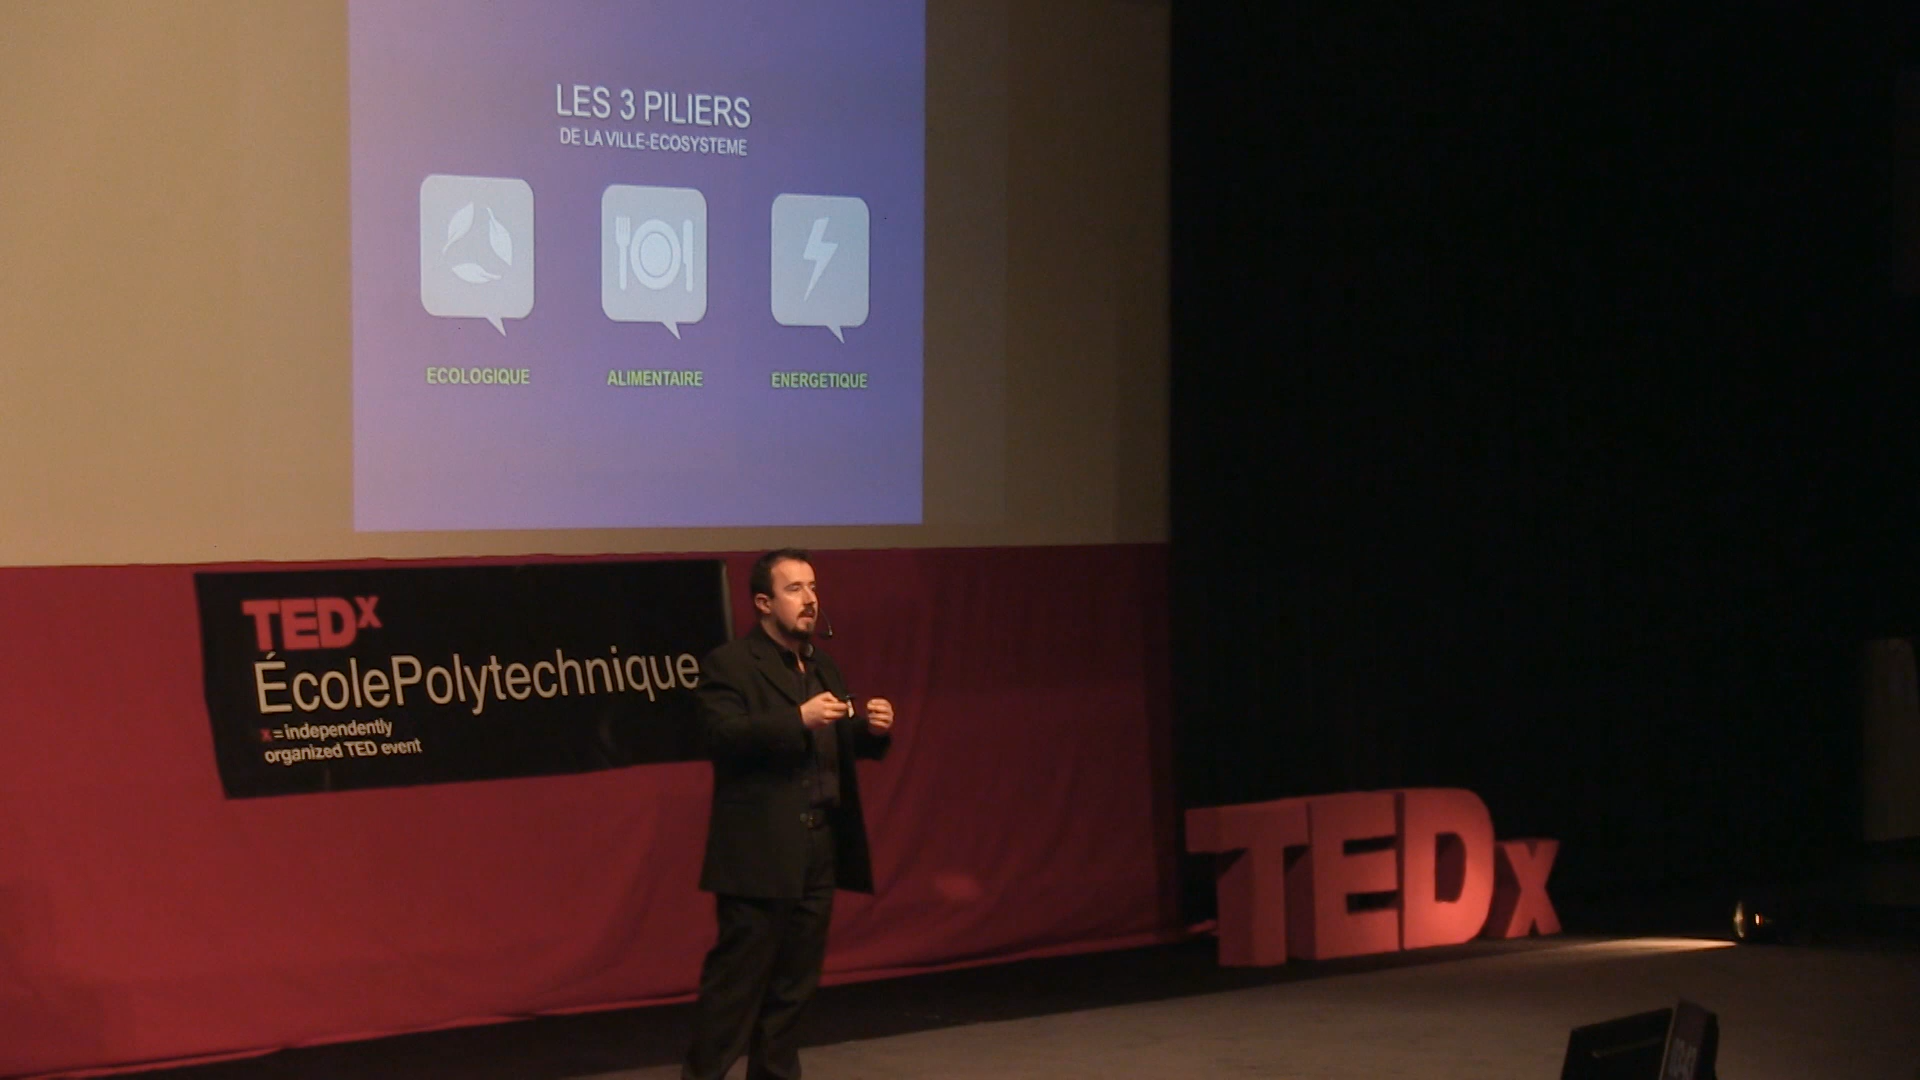 LES 3 PILIERS
DE LA VILLE-ECOSYSTEME
ECOLOGIQUE
ALIMENTAIRE
ENERGETIQUE
TEDx
ÉcolePolytechnique
x = independently
organized TED event
TEDx